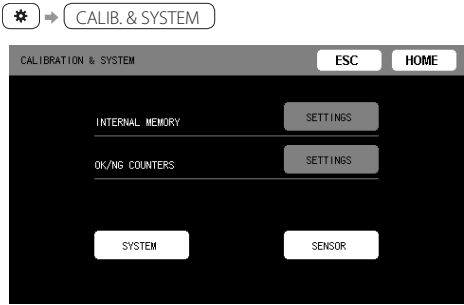 CALIB. & SYSTEM
CALIBRATION & SYSTEM ESC HOME
INTERNAL MEMORY SETTINGS
OK/NG COUNTERS SETTINGS
SYSTEM SENSOR